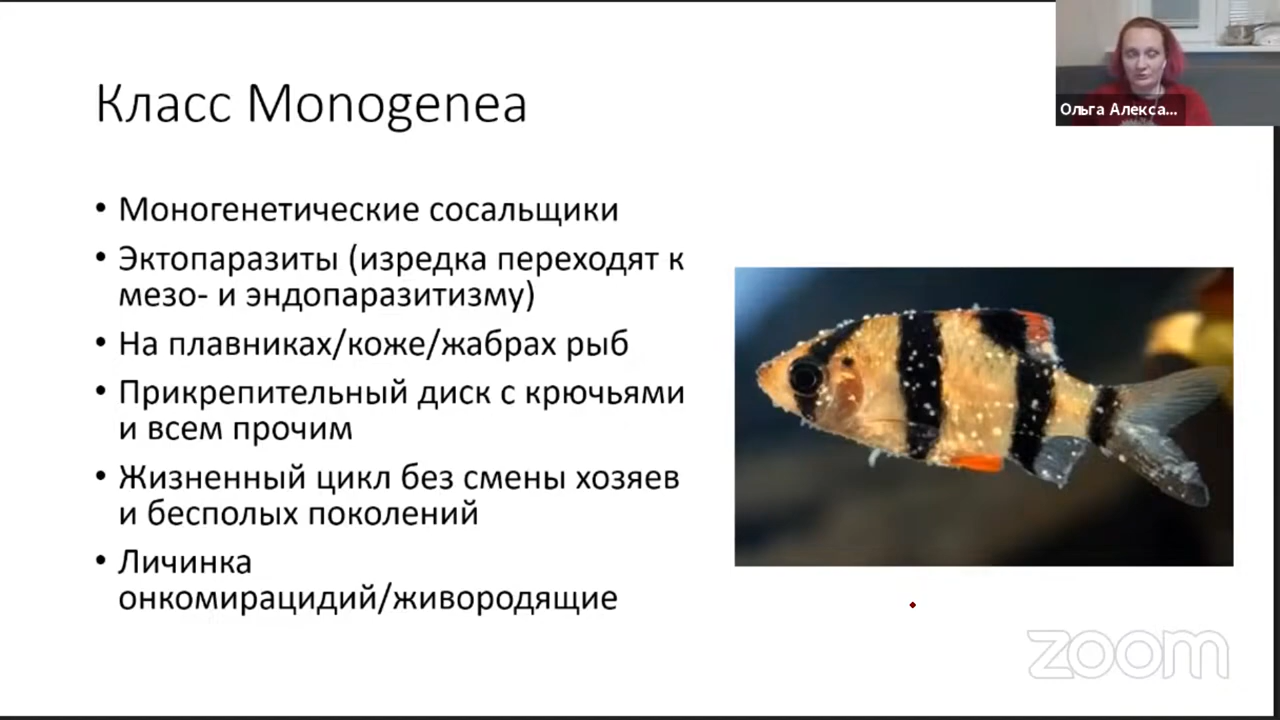 Ольга Алекса...
Класс Monogenea
• Моногенетические сосальщики
• Эктопаразиты (изредка переходят к
мезо- и эндопаразитизму)
• На плавниках/коже/жабрах рыб
• Прикрепительный диск с крючьями
и всем прочим
• Жизненный цикл без смены хозяев
и бесполых поколений
• Личинка
онкомирацидий/живородящие
zoom